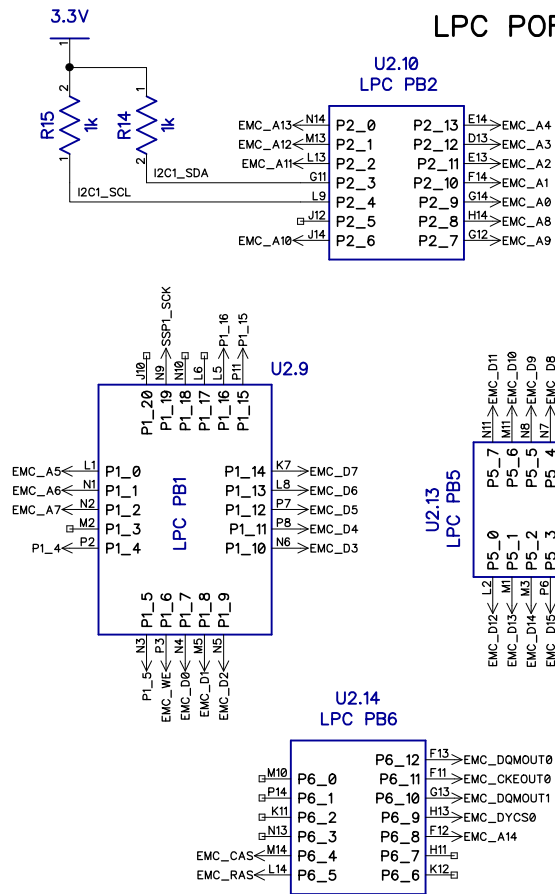 3.3V
LPC POR
1
2
R15
1k
1
1
R14
1k
2
I2C1_SDA
I2C1_SCL
U2.10
LPC PB2
EMC_A13 N14 P2_0 P2_13 E14 EMC_A4
EMC_A12 M13 P2_1 P2_12 D13 EMC_A3
EMC_A11 L13 P2_2 P2_11 E13 EMC_A2
G11 P2_3 P2_10 F14 EMC_A1
L9 P2_4 P2_9 G14 EMC_A0
J12 P2_5 P2_8 H14 EMC_A8
EMC_A10 J14 P2_6 P2_7 G12 EMC_A9
SSP1_SCK P1_16 P1_15
J10 N9 N10 L6 L5 P11
P1_20 P1_19 P1_18 P1_17 P1_16 P1_15
U2.9
LPC PB1
EMC_A5 L1 P1_0 P1_14 K7 EMC_D7
EMC_A6 N1 P1_1 P1_13 L8 EMC_D6
EMC_A7 N2 P1_2 P1_12 P7 EMC_D5
M2 P1_3 P1_11 P8 EMC_D4
P1_4 P2 P1_4 P1_10 N6 EMC_D3
P1_5 P1_6 P1_7 P1_8 P1_9
N3 P3 N4 M5 N5
P1_5 EMC_WE EMC_D0 EMC_D1 EMC_D2
EMC_D11 EMC_D10 EMC_D9 EMC_D8
N11 M11 N8 N7
P5_7 P5_6 P5_5 P5_4
U2.13
LPC PB5
P5_0 P5_1 P5_2 P5_3
L2 M1 M3 P6
EMC_D12 EMC_D13 EMC_D14 EMC_D15
U2.14
LPC PB6
P6_12 F13 EMC_DQMOUT0
M10 P6_0 P6_11 F11 EMC_CKEOUT0
P14 P6_1 P6_10 G13 EMC_DQMOUT1
K11 P6_2 P6_9 H13 EMC_DYCS0
N13 P6_3 P6_8 F12 EMC_A14
EMC_CAS M14 P6_4 P6_7 H11
EMC_RAS L14 P6_5 P6_6 K12